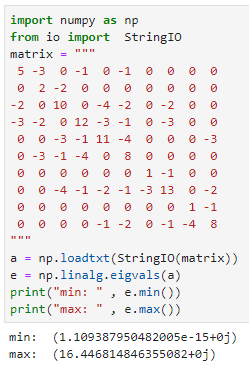 import numpy as np
from io import  StringIO
matrix = """
 5 -3  0 -1  0 -1  0  0  0  0
 0  2 -2  0  0  0  0  0  0  0
-2  0 10  0 -4 -2  0 -2  0  0
-3 -2  0 12 -3 -1  0 -3  0  0
 0  0 -3 -1 11 -4  0  0  0 -3
 0 -3 -1 -4  0  8  0  0  0  0
 0  0  0  0  0  0  1 -1  0  0
 0  0 -4 -1 -2 -1 -3 13  0 -2
 0  0  0  0  0  0  0  0  1 -1
 0  0  0  0 -1 -2  0 -1 -4  8
"""
a = np.loadtxt(StringIO(matrix))
e = np.linalg.eigvals(a)
print("min: " , e.min())
print("max: " , e.max())
min:  (1.109387950482005e-15+0j)
max:  (16.446814846355082+0j)